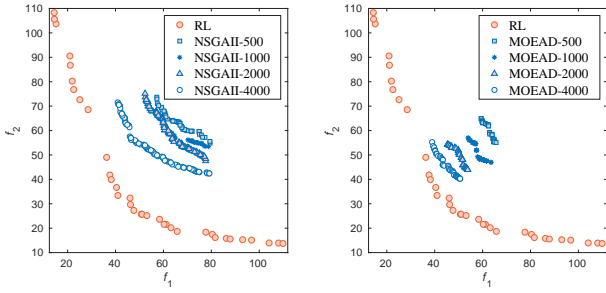 110
100
90
80
70
60
50
40
30
20
10
f2
20 40 60 80 100
f1
RL
NSGAII-500
NSGAII-1000
NSGAII-2000
NSGAII-4000
110
100
90
80
70
60
50
40
30
20
10
f2
20 40 60 80 100
f1
RL
MOEAD-500
MOEAD-1000
MOEAD-2000
MOEAD-4000